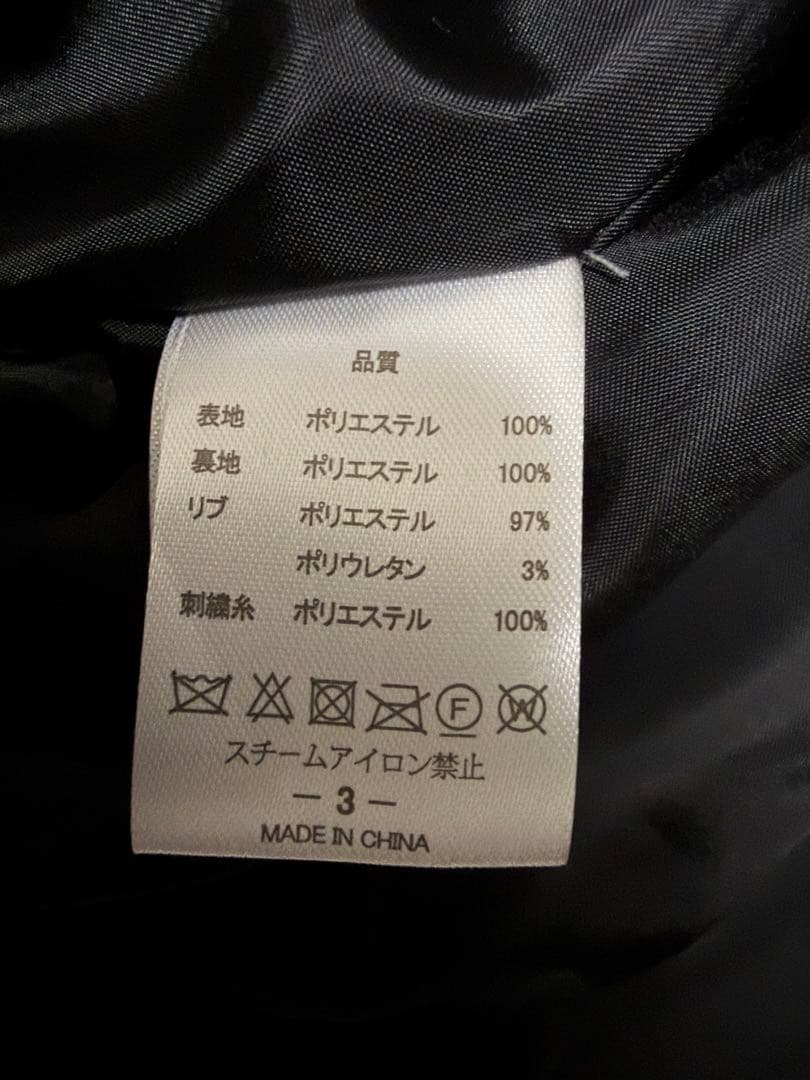 品質
表地 ポリエステル 100%
裏地 ポリエステル 100%
リブ ポリエステル 97%
ポリウレタン 3%
刺繍糸 ポリエステル 100%
F W
スチームアイロン禁止
- 3 -
MADE IN CHINA